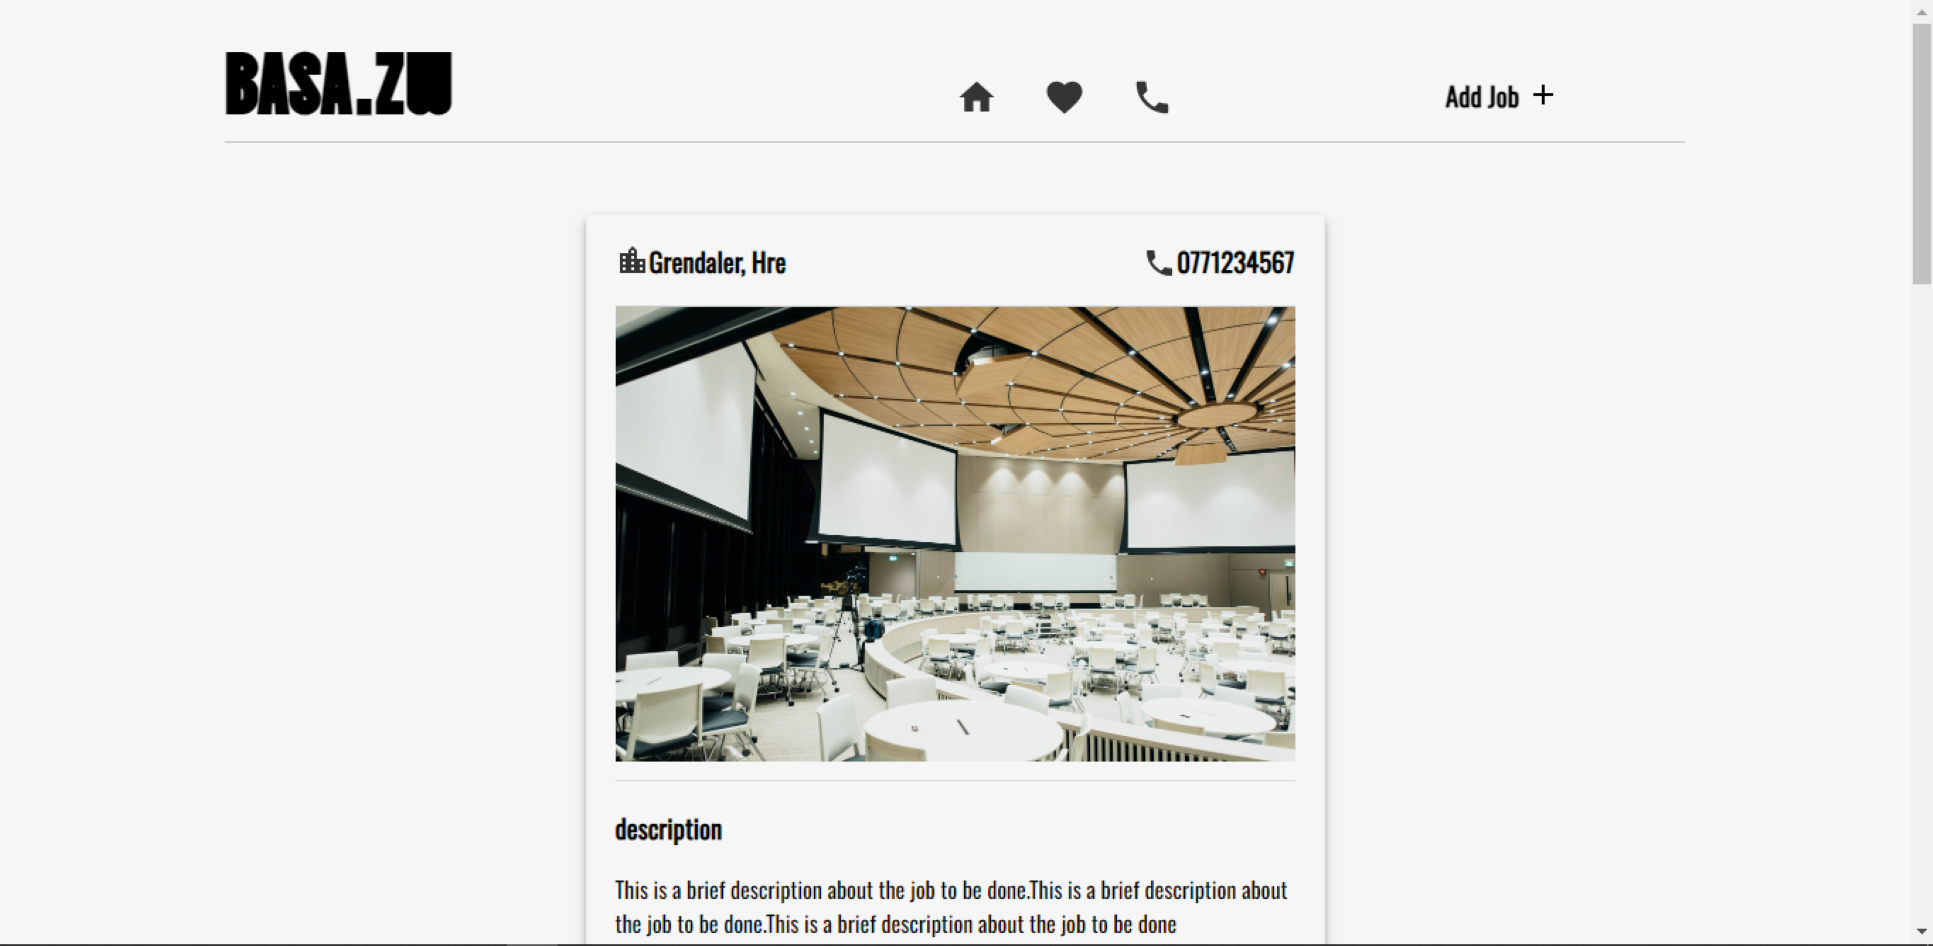 BASA.ZW
Add Job +
Grendaler, Hre
0771234567
description
This is a brief description about the job to be done.This is a brief description about
the job to be done.This is a brief description about the job to be done